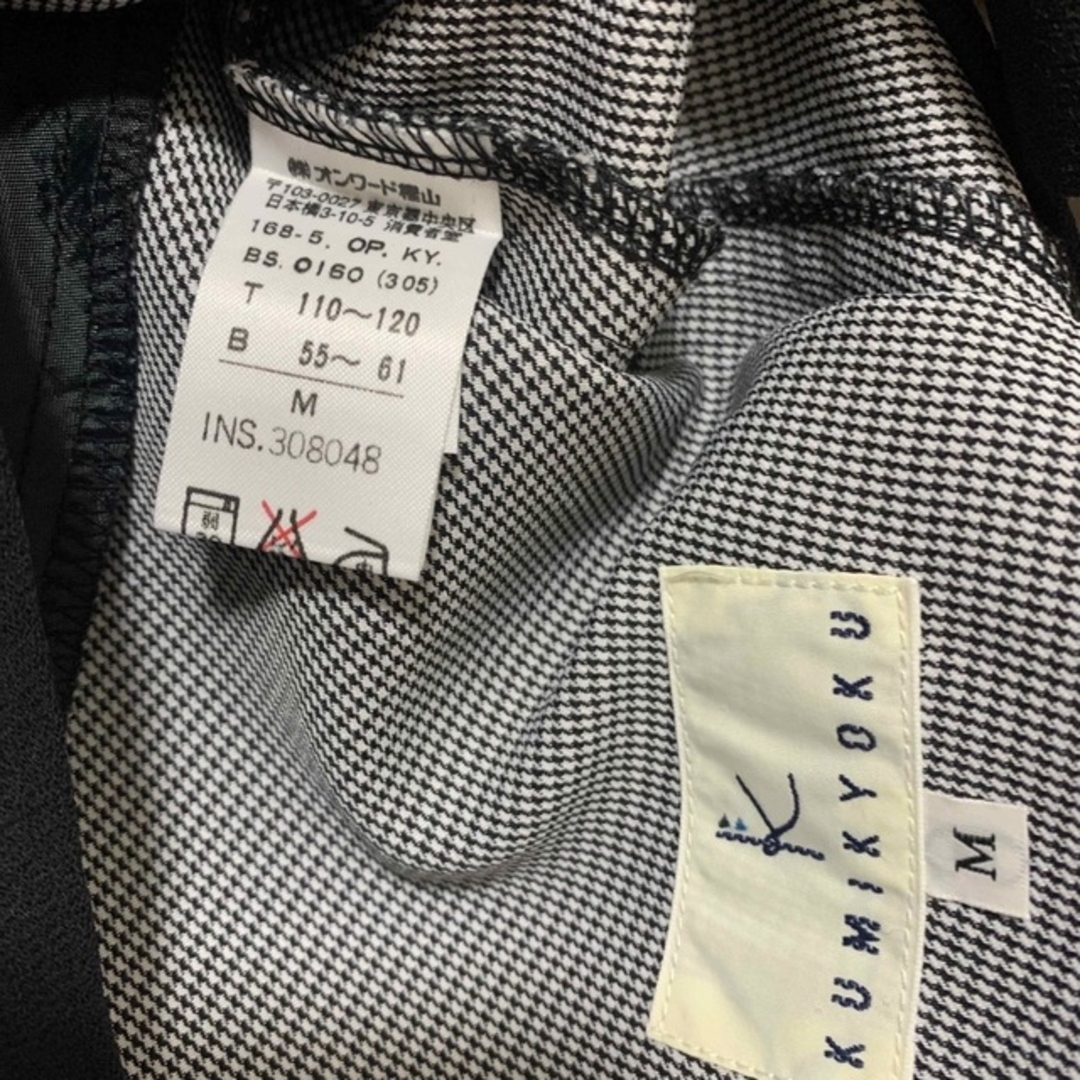 ㈱オンワード樫山
〒103-0027 東京都中央区
日本橋3-10-5 消費者室
168-5. OP. KY.
BS. 0160 (305)
T 110〜120
B 55〜 61
M
INS.308048
弱
K
KUMIKYOKU
M